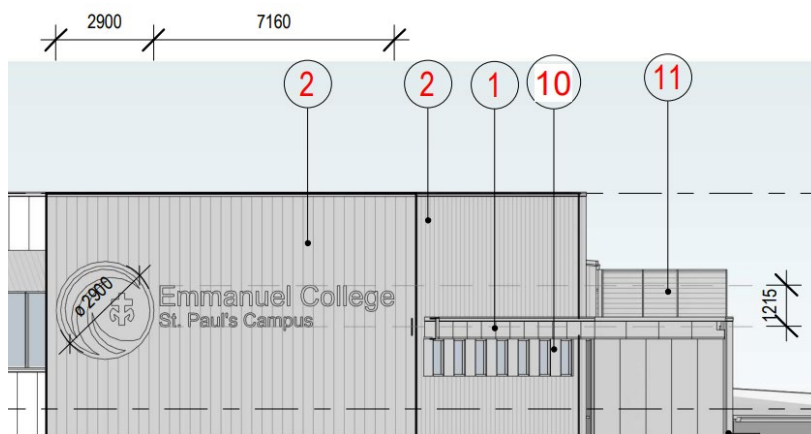 2900 7160
2 2 1 10 11
ø 2900
Emmanuel College
St. Paul's Campus
1215